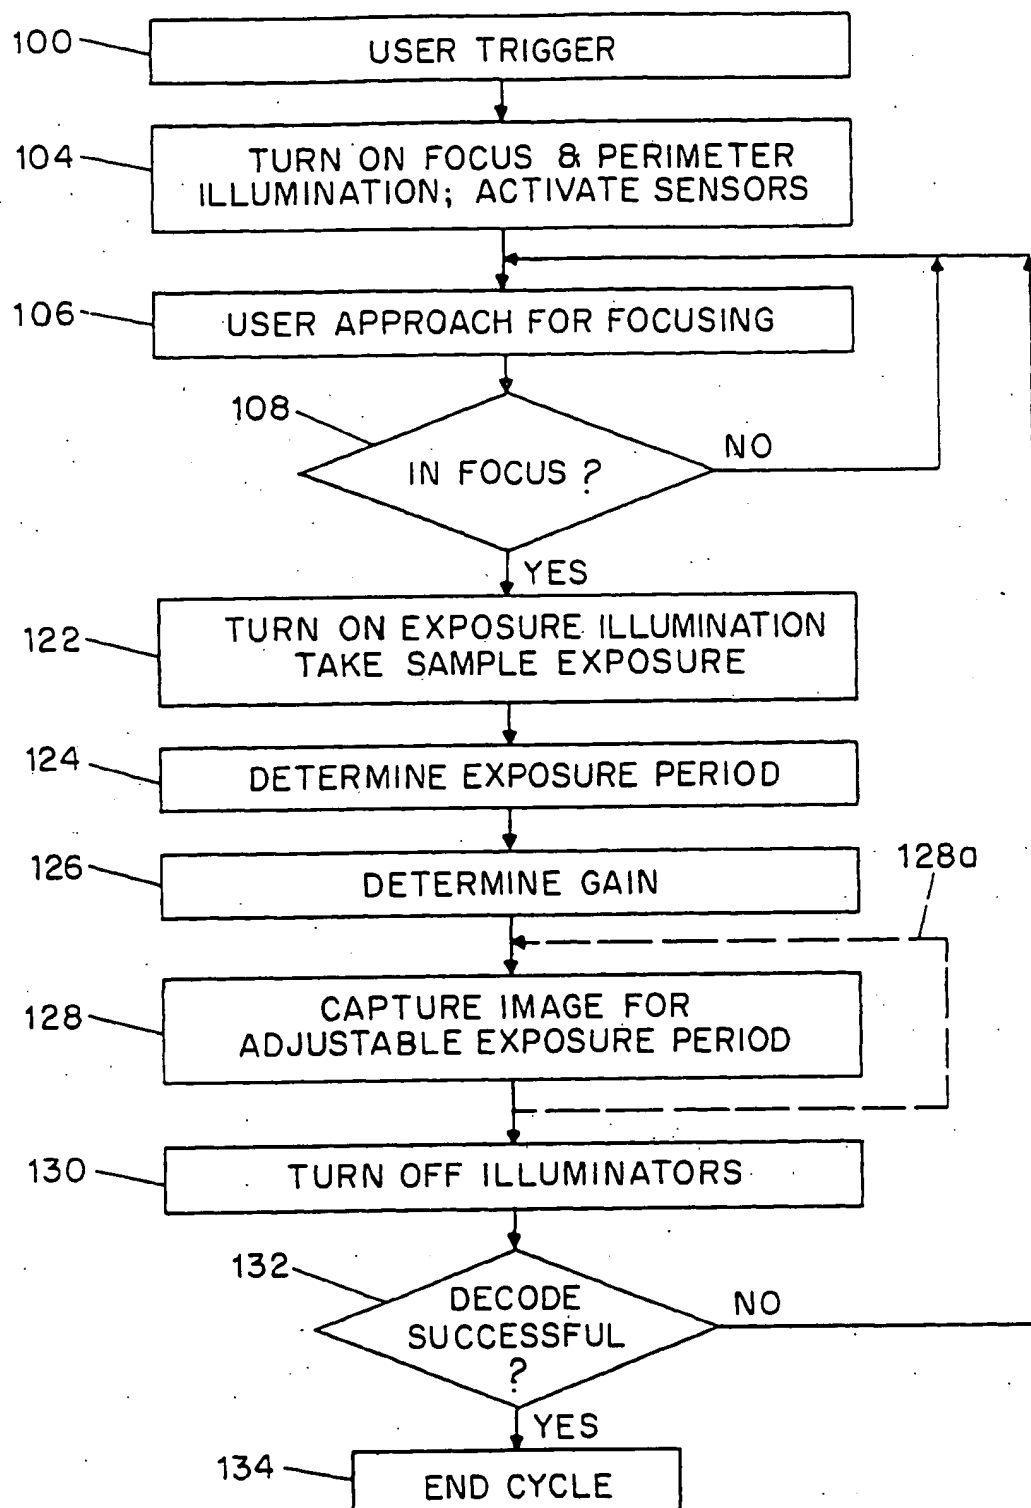 100
USER TRIGGER
104
TURN ON FOCUS & PERIMETER
ILLUMINATION; ACTIVATE SENSORS
106
USER APPROACH FOR FOCUSING
108
IN FOCUS ?
NO
YES
122
TURN ON EXPOSURE ILLUMINATION
TAKE SAMPLE EXPOSURE
124
DETERMINE EXPOSURE PERIOD
126
DETERMINE GAIN
128a
128
CAPTURE IMAGE FOR
ADJUSTABLE EXPOSURE PERIOD
130
TURN OFF ILLUMINATORS
132
DECODE
SUCCESSFUL
?
NO
YES
134
END CYCLE